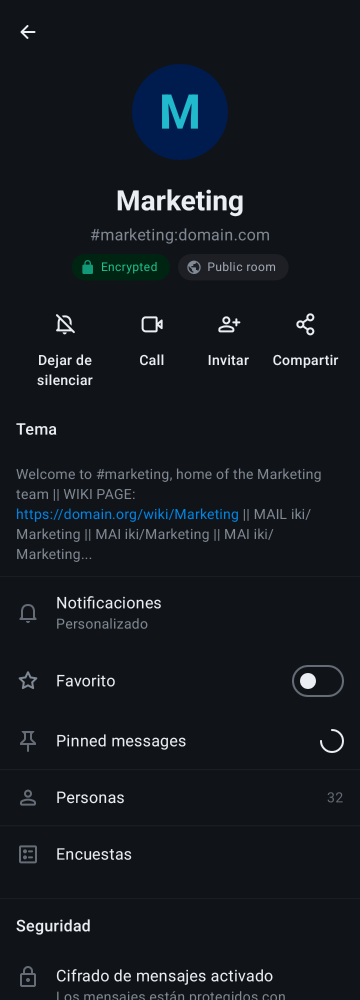 M
Marketing
#marketing:domain.com
Encrypted
Public room
Dejar de
silenciar
Call
Invitar
Compartir
Tema
Welcome to #marketing, home of the Marketing
team || WIKI PAGE:
https://domain.org/wiki/Marketing || MAIL iki/
Marketing || MAI iki/Marketing || MAI iki/
Marketing...
Notificaciones
Personalizado
Favorito
Pinned messages
Personas
32
Encuestas
Seguridad
Cifrado de mensajes activado
Los mensajes están protegidos con